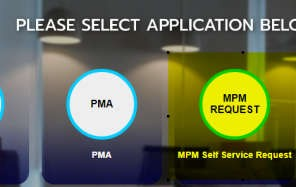 PLEASE SELECT APPLICATION BELO
PMA
MPM
REQUEST
PMA
MPM Self Service Request